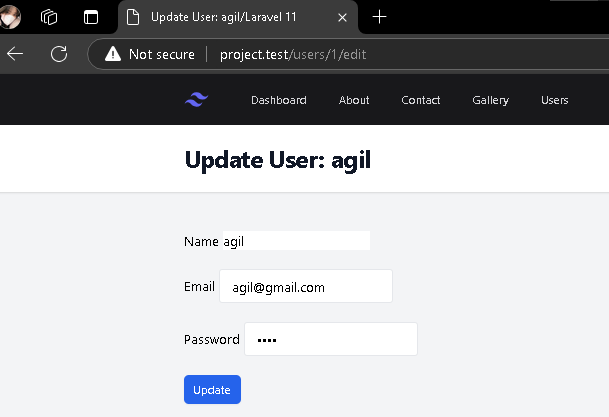 Update User: agil/Laravel 11
Not secure project.test/users/1/edit
Dashboard About Contact Gallery Users
Update User: agil
Name agil
Email agil@gmail.com
Password ••••
Update